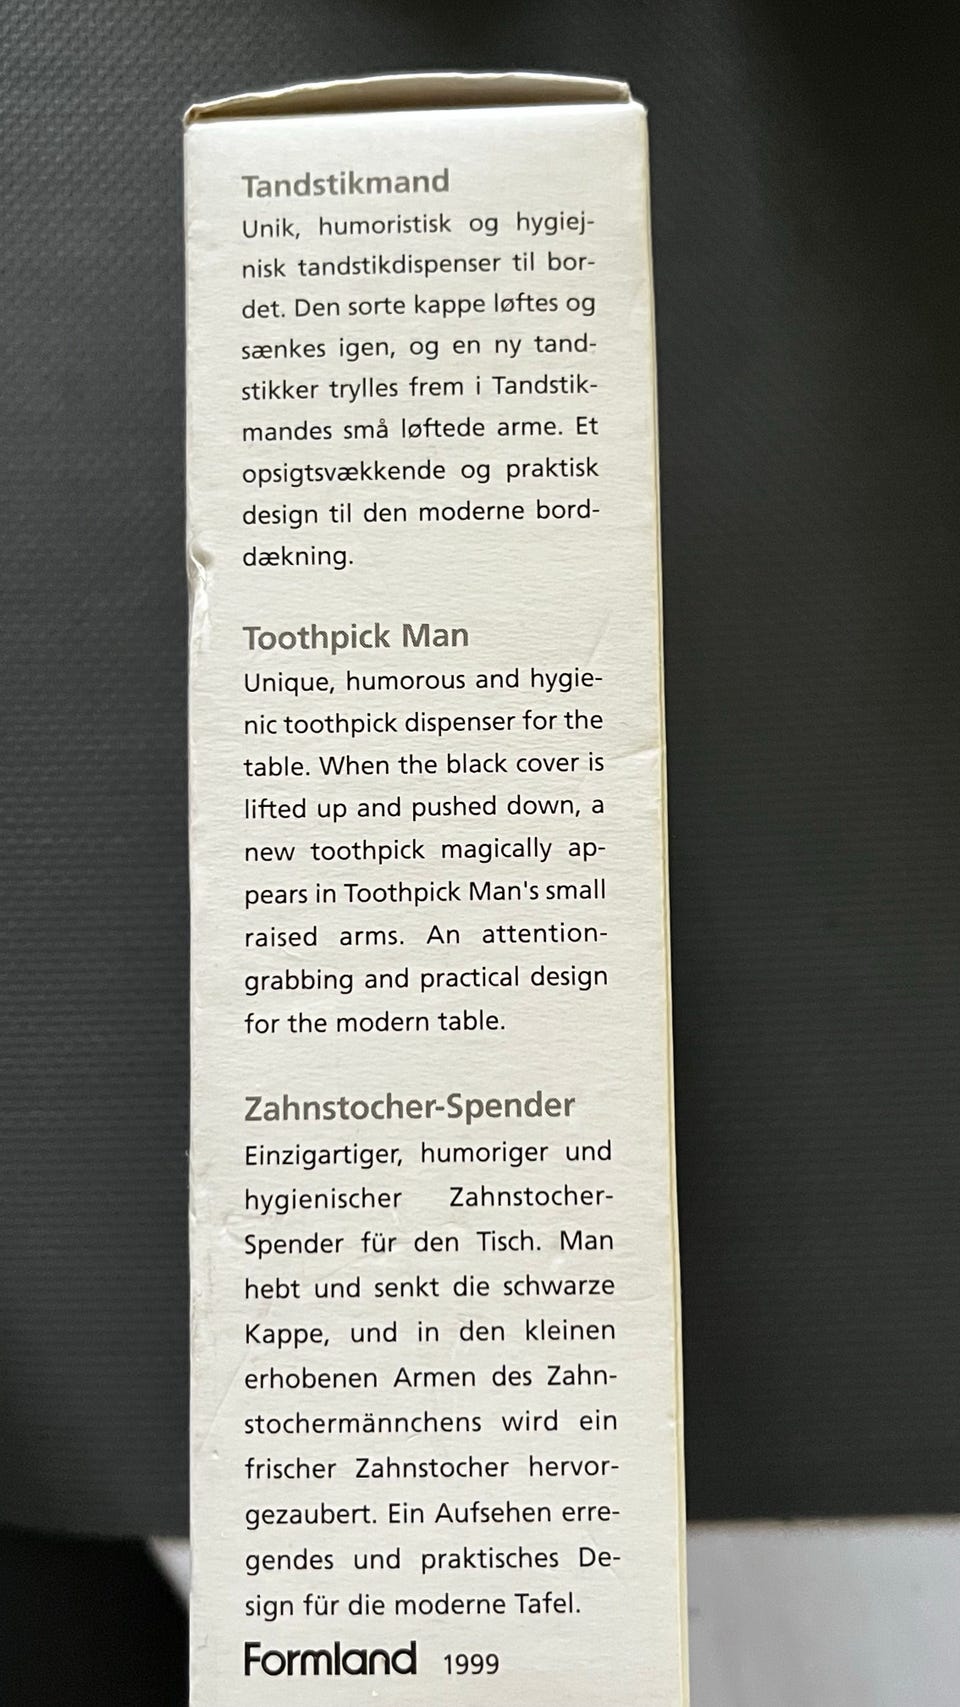 Tandstikmand
Unik, humoristisk og hygiej-
nisk tandstikdispenser til bor-
det. Den sorte kappe løftes og
sænkes igen, og en ny tand-
stikker trylles frem i Tandstik-
mandes små løftede arme. Et
opsigtsvækkende og praktisk
design til den moderne bord-
dækning.
Toothpick Man
Unique, humorous and hygie-
nic toothpick dispenser for the
table. When the black cover is
lifted up and pushed down, a
new toothpick magically ap-
pears in Toothpick Man's small
raised arms. An attention-
grabbing and practical design
for the modern table.
Zahnstocher-Spender
Einzigartiger, humoriger und
hygienischer Zahnstocher-
Spender für den Tisch. Man
hebt und senkt die schwarze
Kappe, und in den kleinen
erhobenen Armen des Zahn-
stochermännchens wird ein
frischer Zahnstocher hervor-
gezaubert. Ein Aufsehen erre-
gendes und praktisches De-
sign für die moderne Tafel.
Formland 1999